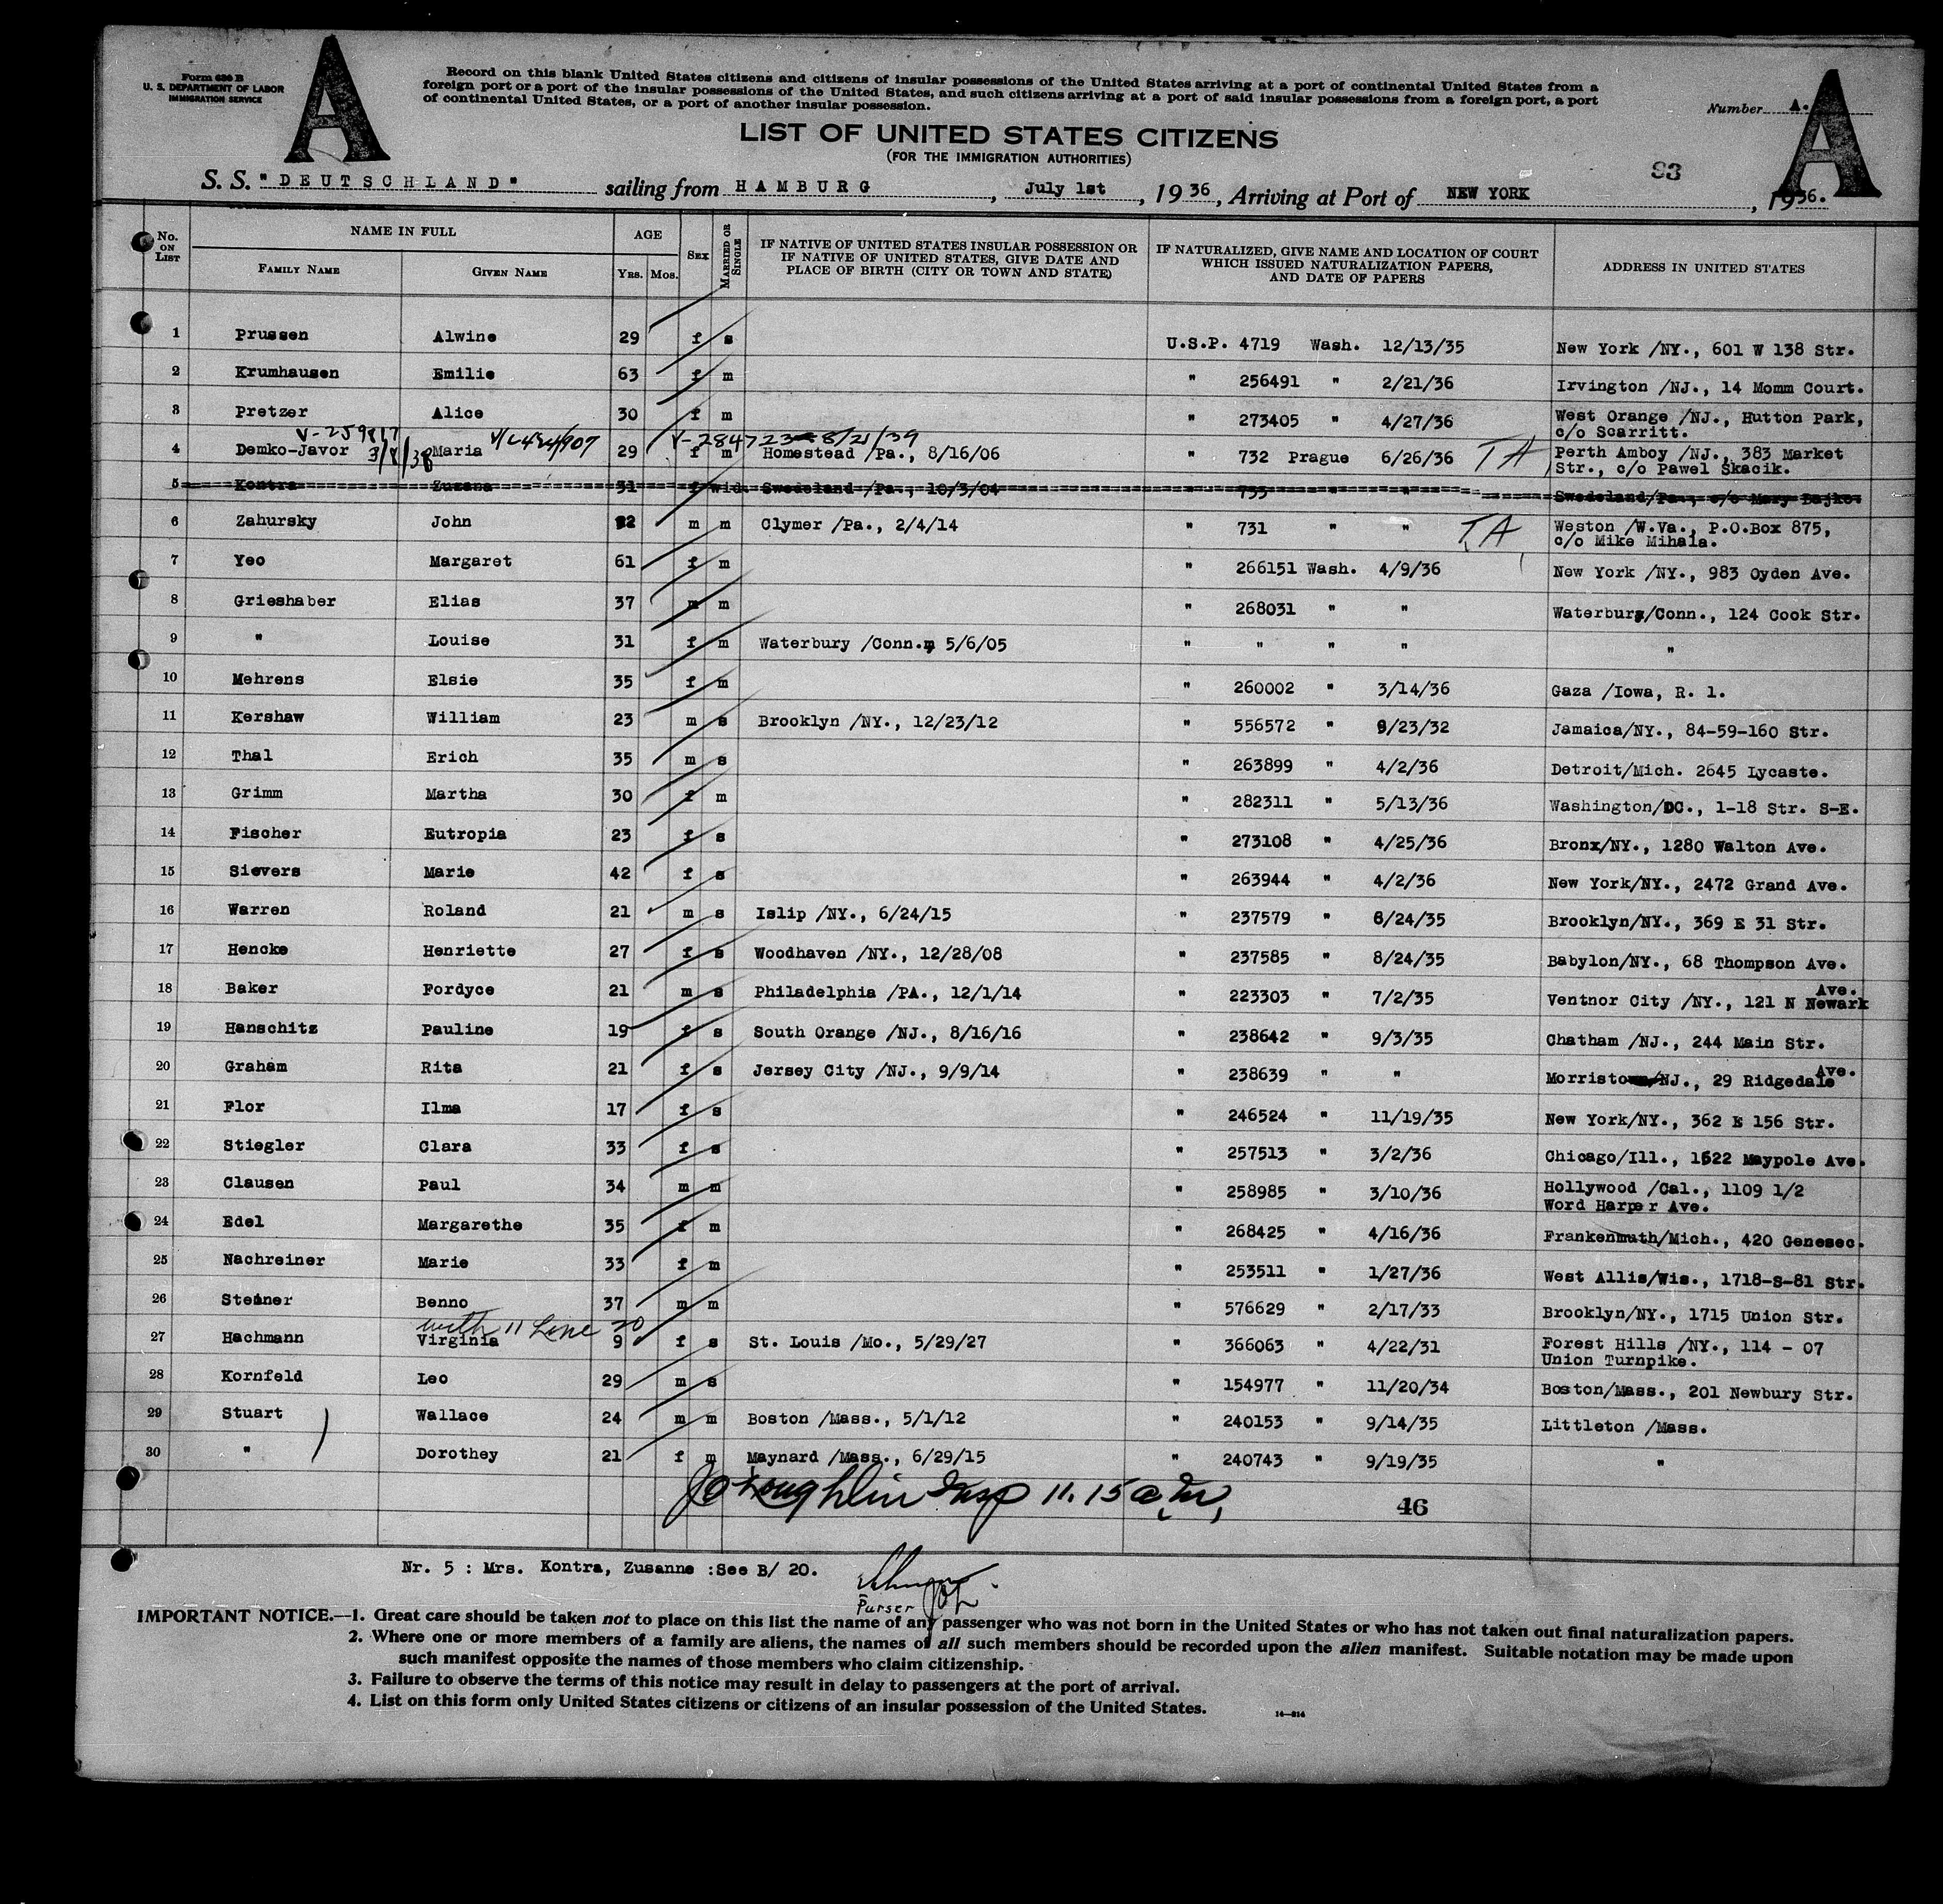 Form 630 B
U. S. DEPARTMENT OF LABOR
IMMIGRATION SERVICE
A
Record on this blank United States citizens and citizens of insular possessions of the United States arriving at a port of continental United States from a
foreign port or a port of the insular possessions of the United States, and such citizens arriving at a port of said insular possessions from a foreign port, a port
of continental United States, or a port of another insular possession.
Number A.
A
LIST OF UNITED STATES CITIZENS
(FOR THE IMMIGRATION AUTHORITIES)
93
S. S. "DEUTSCHLAND" sailing from HAMBURG, July 1st, 1936, Arriving at Port of NEW YORK, 1936.
No. on List NAME IN FULL AGE Sex Married or Single IF NATIVE OF UNITED STATES INSULAR POSSESSION OR IF NATIVE OF UNITED STATES, GIVE DATE AND PLACE OF BIRTH (CITY OR TOWN AND STATE) IF NATURALIZED, GIVE NAME AND LOCATION OF COURT WHICH ISSUED NATURALIZATION PAPERS, AND DATE OF PAPERS ADDRESS IN UNITED STATES
Family Name Given Name Yrs. Mos.
1 Prussen Alwine 29 f s U.S.P. 4719 Wash. 12/13/35 New York /NY., 601 W 138 Str.
2 Krumhausen Emilie 63 f m " 256491 " 2/21/36 Irvington /NJ., 14 Momm Court.
3 Pretzer Alice 30 f m " 273405 " 4/27/36 West Orange /NJ., Hutton Park,
c/o Scarritt.
V-259817 3/8/38 V-284723 8/21/39
4 Demko-Javor Maria 29 f m Homestead /Pa., 8/16/06 " 732 Prague 6/26/36 TA Perth Amboy /NJ., 383 Market
Str., c/o Pawel Skacik.
5 Kontra Zuzana 31 f wid. Swedeland /Pa., 10/3/04 " 733 " " Swedeland/Pa., c/o Mary Bajko.
6 Zahursky John 22 m m Clymer /Pa., 2/4/14 " 731 " " T.A Weston /W.Va., P.O.Box 875,
c/o Mike Mihala.
7 Yeo Margaret 61 f m " 266151 Wash. 4/9/36 New York /NY., 983 Oyden Ave.
8 Grieshaber Elias 37 m m " 268031 " " Waterbury/Conn., 124 Cook Str.
9 " Louise 31 f m Waterbury /Conn., 5/6/05 " " " " "
10 Mehrens Elsie 35 f m " 260002 " 3/14/36 Gaza /Iowa, R. 1.
11 Kershaw William 23 m s Brooklyn /NY., 12/23/12 " 556572 " 9/23/32 Jamaica/NY., 84-59-160 Str.
12 Thal Erich 35 m s " 263899 " 4/2/36 Detroit/Mich. 2645 Lycaste.
13 Grimm Martha 30 f m " 282311 " 5/13/36 Washington/DC., 1-18 Str. S-E.
14 Fischer Eutropia 23 f s " 273108 " 4/25/36 Bronx/NY., 1280 Walton Ave.
15 Sievers Marie 42 f s " 263944 " 4/2/36 New York/NY., 2472 Grand Ave.
16 Warren Roland 21 m s Islip /NY., 6/24/15 " 237579 " 8/24/35 Brooklyn/NY., 369 E 31 Str.
17 Hencke Henriette 27 f s Woodhaven /NY., 12/28/08 " 237585 " 8/24/35 Babylon/NY., 68 Thompson Ave.
18 Baker Fordyce 21 m s Philadelphia /PA., 12/1/14 " 223303 " 7/2/35 Ventnor City /NY., 121 N Newark Ave.
19 Hanschitz Pauline 19 f s South Orange /NJ., 8/16/16 " 238642 " 9/3/35 Chatham /NJ., 244 Main Str.
20 Graham Rita 21 f s Jersey City /NJ., 9/9/14 " 238639 " " Morristown/NJ., 29 Ridgedale Ave.
21 Flor Ilma 17 f s " 246524 " 11/19/35 New York/NY., 362 E 156 Str.
22 Stiegler Clara 33 f s " 257513 " 3/2/36 Chicago/Ill., 1522 Maypole Ave.
23 Clausen Paul 34 m m " 258985 " 3/10/36 Hollywood /Cal., 1109 1/2
Word Harper Ave.
24 Edel Margarethe 35 f m " 268425 " 4/16/36 Frankenmuth/Mich., 420 Genesec.
25 Nachreiner Marie 33 f m " 253511 " 1/27/36 West Allis/Wis., 1718-S-81 Str.
26 Steiner Benno 37 m m " 576629 " 2/17/33 Brooklyn/NY., 1715 Union Str.
with 11 Line 20
27 Hachmann Virginia 9 f s St. Louis /Mo., 5/29/27 " 366063 " 4/22/31 Forest Hills /NY., 114 - 07
Union Turnpike.
28 Kornfeld Leo 29 m s " 154977 " 11/20/34 Boston/Mass., 201 Newbury Str.
29 Stuart Wallace 24 m m Boston /Mass., 5/1/12 " 240153 " 9/14/35 Littleton /Mass.
30 " Dorothey 21 f m Maynard /Mass., 6/29/15 " 240743 " 9/19/35 "
Insp 11.15 a.m.
46
Nr. 5 : Mrs. Kontra, Zusanne :See B/ 20.
Purser
IMPORTANT NOTICE.—1. Great care should be taken not to place on this list the name of any passenger who was not born in the United States or who has not taken out final naturalization papers.
2. Where one or more members of a family are aliens, the names of all such members should be recorded upon the alien manifest. Suitable notation may be made upon
such manifest opposite the names of those members who claim citizenship.
3. Failure to observe the terms of this notice may result in delay to passengers at the port of arrival.
4. List on this form only United States citizens or citizens of an insular possession of the United States.
14—814